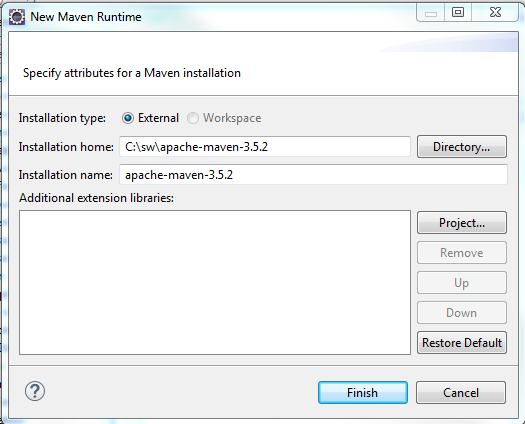 New Maven Runtime
Specify attributes for a Maven installation
Installation type: External Workspace
Installation home: C:\sw\apache-maven-3.5.2 Directory...
Installation name: apache-maven-3.5.2
Additional extension libraries:
Project...
Remove
Up
Down
Restore Default
? Finish Cancel